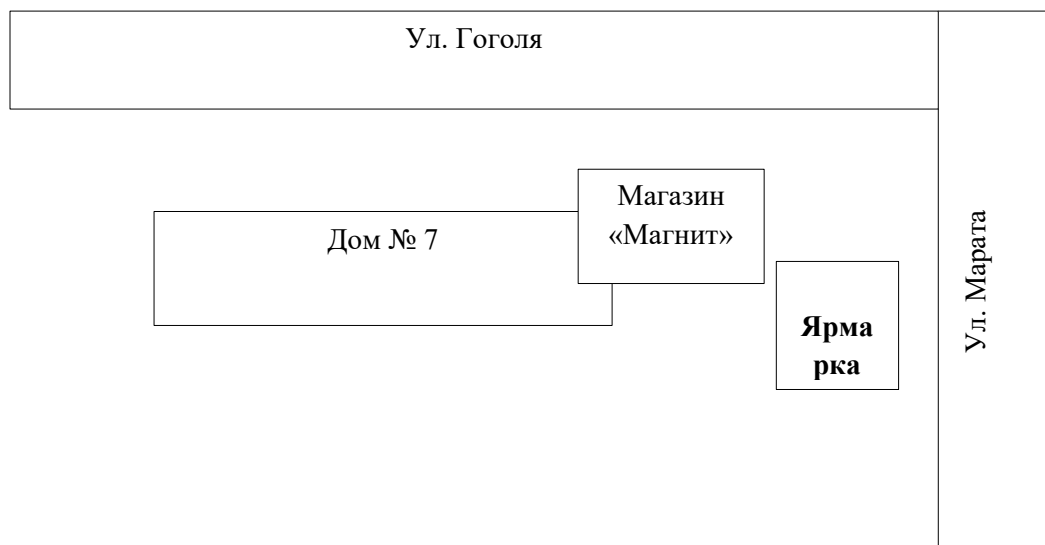 Ул. Гоголя
Магазин
«Магнит»
Дом № 7
Ярма
рка
Ул. Марата